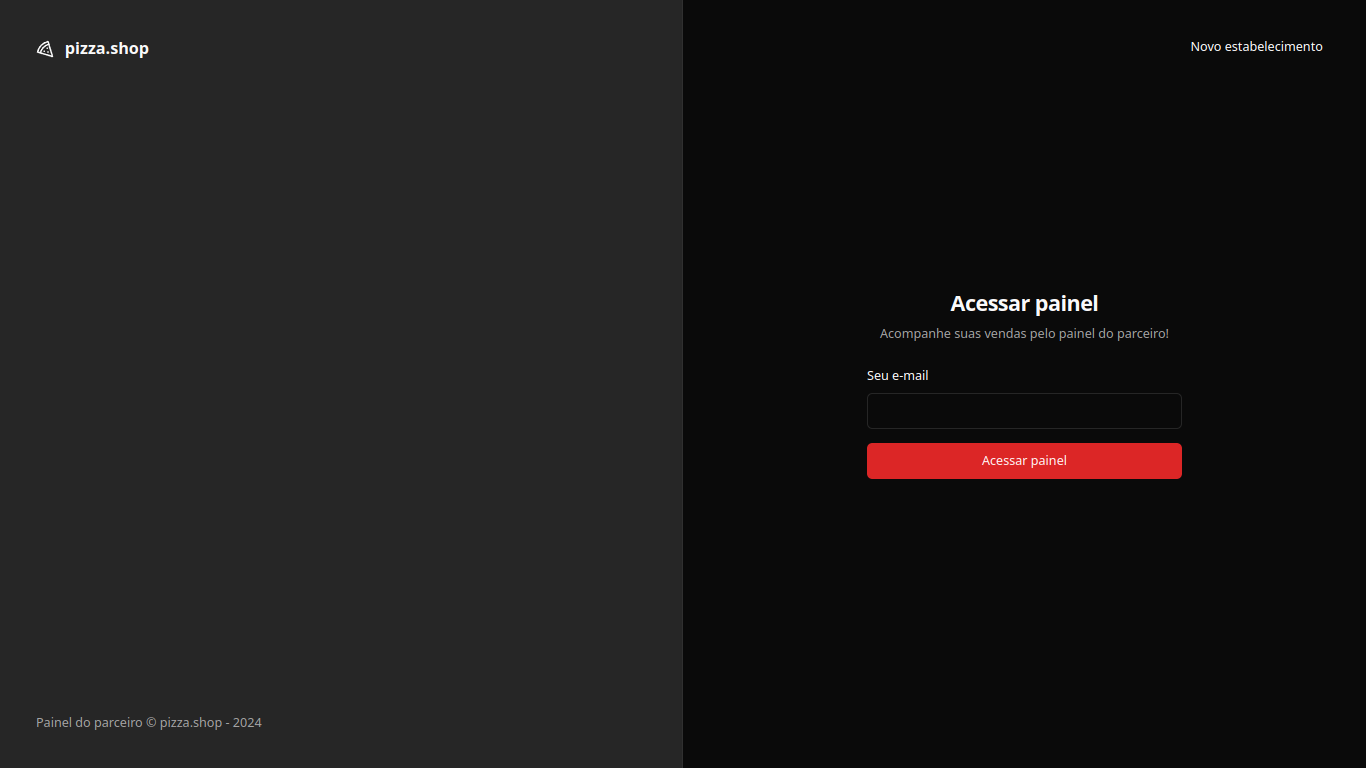 pizza.shop
Novo estabelecimento
Acessar painel
Acompanhe suas vendas pelo painel do parceiro!
Seu e-mail
Acessar painel
Painel do parceiro © pizza.shop - 2024